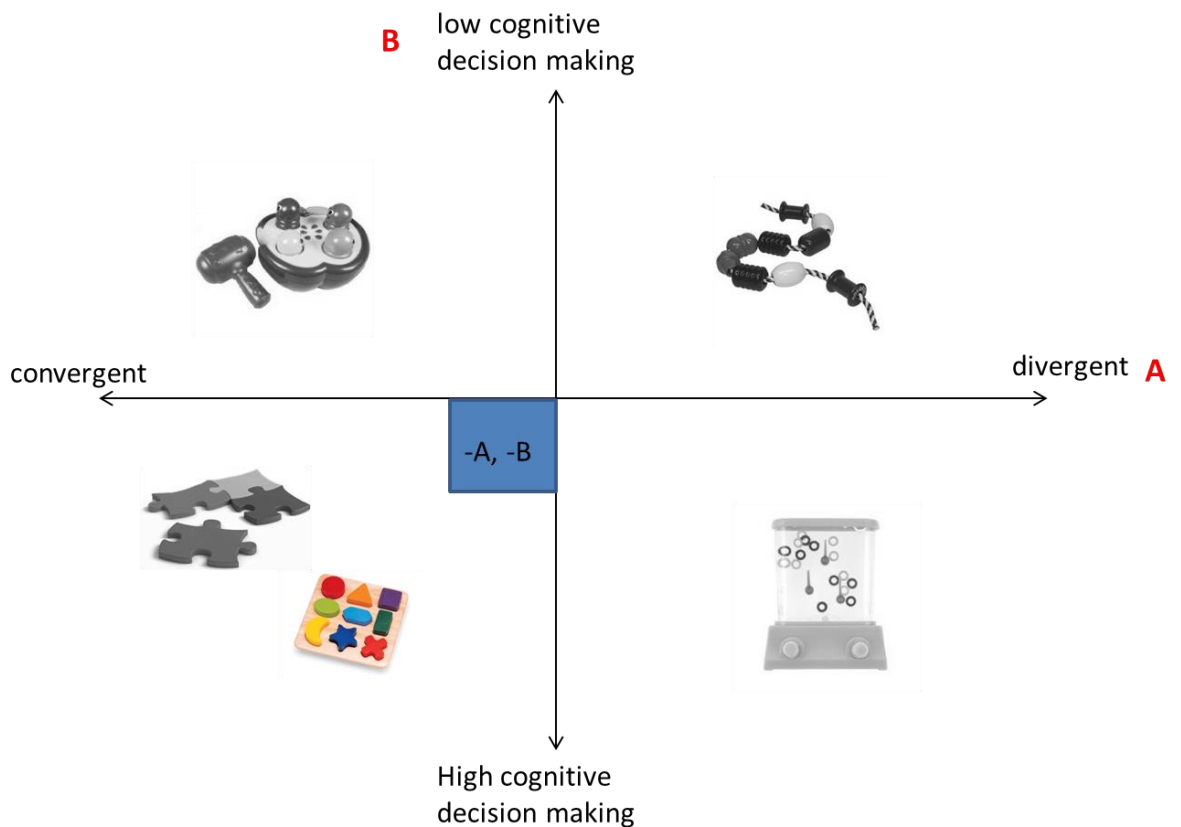 low cognitive
decision making
B
convergent
divergent
A
-A, -B
High cognitive
decision making